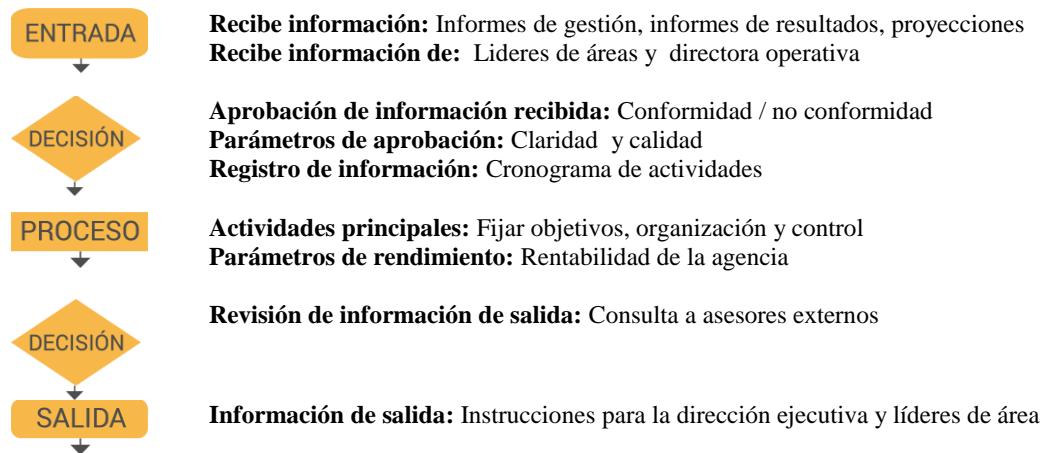 ENTRADA
Recibe información: Informes de gestión, informes de resultados, proyecciones
Recibe información de: Lideres de áreas y directora operativa
DECISIÓN
Aprobación de información recibida: Conformidad / no conformidad
Parámetros de aprobación: Claridad y calidad
Registro de información: Cronograma de actividades
PROCESO
Actividades principales: Fijar objetivos, organización y control
Parámetros de rendimiento: Rentabilidad de la agencia
DECISIÓN
Revisión de información de salida: Consulta a asesores externos
SALIDA
Información de salida: Instrucciones para la dirección ejecutiva y líderes de área